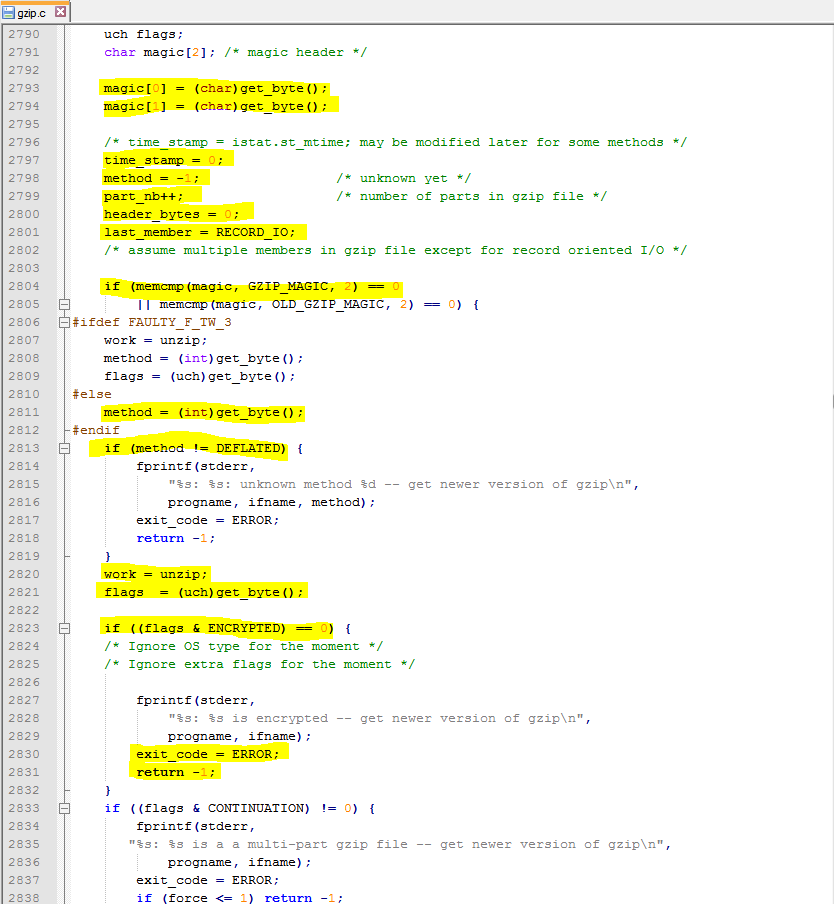 gzip.c
2790 uch flags;
2791 char magic[2]; /* magic header */
2792
2793 magic[0] = (char)get_byte();
2794 magic[1] = (char)get_byte();
2795
2796 /* time_stamp = istat.st_mtime; may be modified later for some methods */
2797 time_stamp = 0;
2798 method = -1; /* unknown yet */
2799 part_nb++; /* number of parts in gzip file */
2800 header_bytes = 0;
2801 last_member = RECORD_IO;
2802 /* assume multiple members in gzip file except for record oriented I/O */
2803
2804 if (memcmp(magic, GZIP_MAGIC, 2) == 0
2805 || memcmp(magic, OLD_GZIP_MAGIC, 2) == 0) {
2806 #ifdef FAULTY_F_TW_3
2807 work = unzip;
2808 method = (int)get_byte();
2809 flags = (uch)get_byte();
2810 #else
2811 method = (int)get_byte();
2812 #endif
2813 if (method != DEFLATED) {
2814 fprintf(stderr,
2815 "%s: %s: unknown method %d -- get newer version of gzip\n",
2816 progname, ifname, method);
2817 exit_code = ERROR;
2818 return -1;
2819 }
2820 work = unzip;
2821 flags = (uch)get_byte();
2822
2823 if ((flags & ENCRYPTED) == 0) {
2824 /* Ignore OS type for the moment */
2825 /* Ignore extra flags for the moment */
2826
2827 fprintf(stderr,
2828 "%s: %s is encrypted -- get newer version of gzip\n",
2829 progname, ifname);
2830 exit_code = ERROR;
2831 return -1;
2832 }
2833 if ((flags & CONTINUATION) != 0) {
2834 fprintf(stderr,
2835 "%s: %s is a a multi-part gzip file -- get newer version of gzip\n",
2836 progname, ifname);
2837 exit_code = ERROR;
2838 if (force <= 1) return -1;